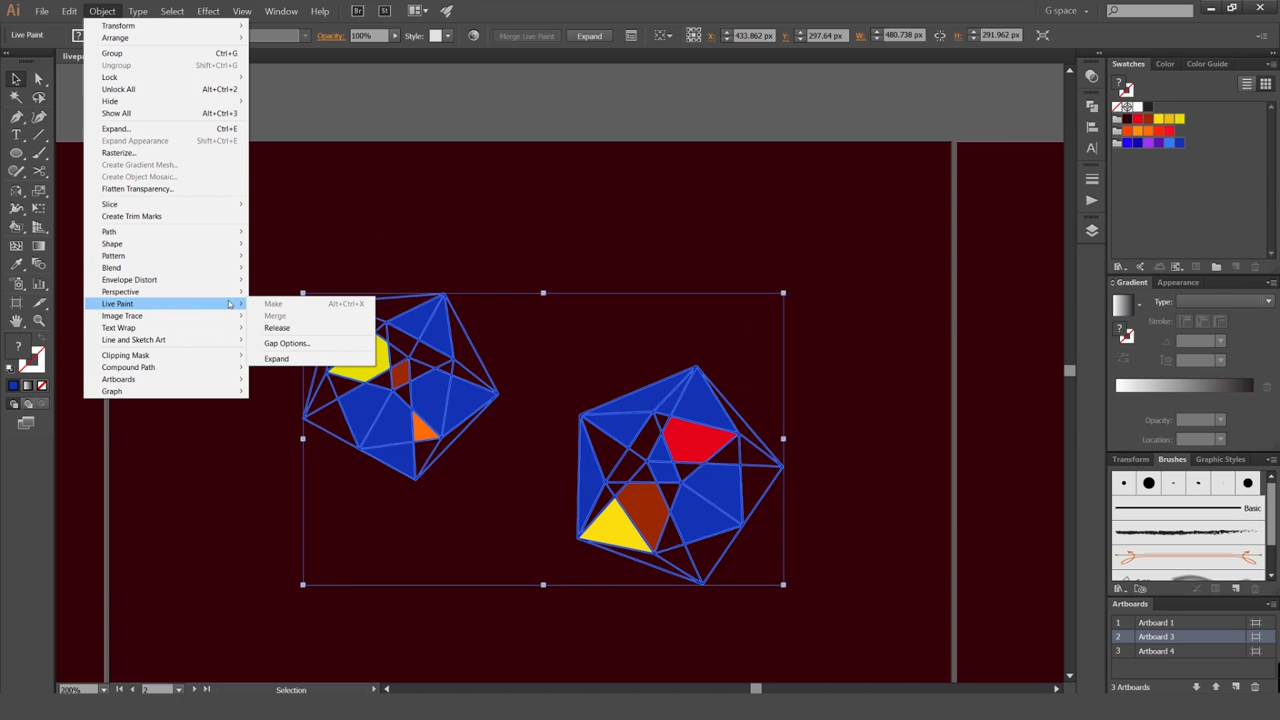 Ai File Edit Object Type Select Effect View Window Help Br St G space
Live Paint ? Opacity: 100% Style: Merge Live Paint Expand X: 433.862 px Y: 297.64 px W: 480.738 px H: 291.962 px
livepa
Transform
Arrange
Group Ctrl+G
Ungroup Shift+Ctrl+G
Lock
Unlock All Alt+Ctrl+2
Hide
Show All Alt+Ctrl+3
Expand... Ctrl+E
Expand Appearance Shift+Ctrl+E
Rasterize...
Create Gradient Mesh...
Create Object Mosaic...
Flatten Transparency...
Slice
Create Trim Marks
Path
Shape
Pattern
Blend
Envelope Distort
Perspective
Live Paint
Image Trace
Text Wrap
Line and Sketch Art
Clipping Mask
Compound Path
Artboards
Graph
Make Alt+Ctrl+X
Merge
Release
Gap Options...
Expand
?
Swatches Color Color Guide
?
Gradient Appearance
Type:
Stroke:
?
Opacity:
Location:
Transform Brushes Graphic Styles
Basic
Artboards
1 Artboard 1
2 Artboard 3
3 Artboard 4
3 Artboards
200% 2 Selection